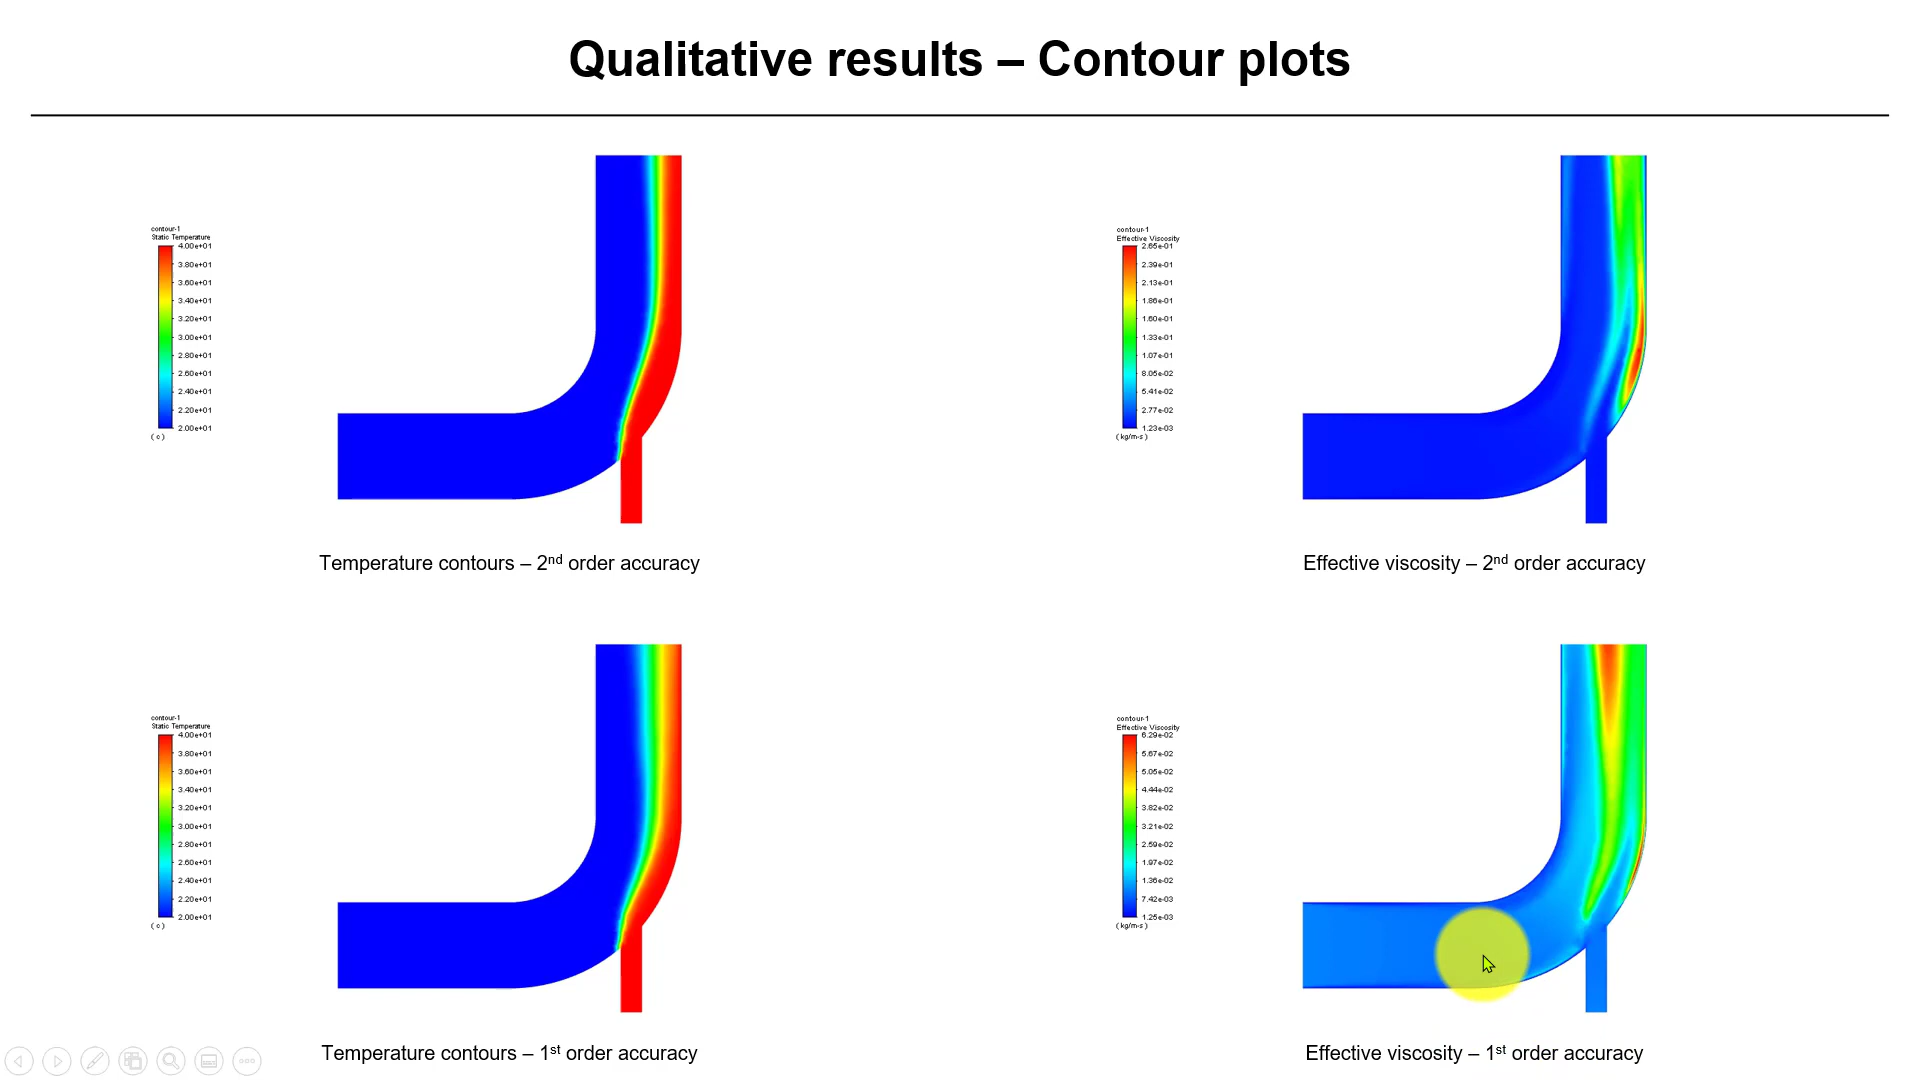 Qualitative results – Contour plots
contour-1
Static Temperature
4.00e+01
3.80e+01
3.60e+01
3.40e+01
3.20e+01
3.00e+01
2.80e+01
2.60e+01
2.40e+01
2.20e+01
2.00e+01
( c )
contour-1
Effective Viscosity
2.65e-01
2.39e-01
2.13e-01
1.86e-01
1.60e-01
1.33e-01
1.07e-01
8.05e-02
5.41e-02
2.77e-02
1.23e-03
( kg/m-s )
Temperature contours – 2nd order accuracy
Effective viscosity – 2nd order accuracy
contour-1
Static Temperature
4.00e+01
3.80e+01
3.60e+01
3.40e+01
3.20e+01
3.00e+01
2.80e+01
2.60e+01
2.40e+01
2.20e+01
2.00e+01
( c )
contour-1
Effective Viscosity
6.29e-02
5.67e-02
5.05e-02
4.44e-02
3.82e-02
3.21e-02
2.59e-02
1.97e-02
1.36e-02
7.42e-03
1.25e-03
( kg/m-s )
Temperature contours – 1st order accuracy
Effective viscosity – 1st order accuracy